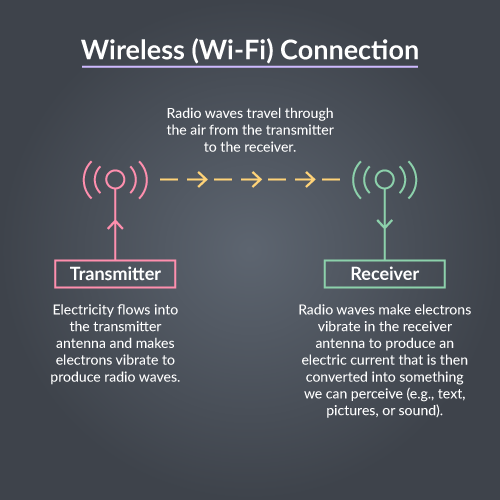 Wireless (Wi-Fi) Connection
Radio waves travel through
the air from the transmitter
to the receiver.
Transmitter
Receiver
Electricity flows into
the transmitter
antenna and makes
electrons vibrate to
produce radio waves.
Radio waves make electrons
vibrate in the receiver
antenna to produce an
electric current that is then
converted into something
we can perceive (e.g., text,
pictures, or sound).